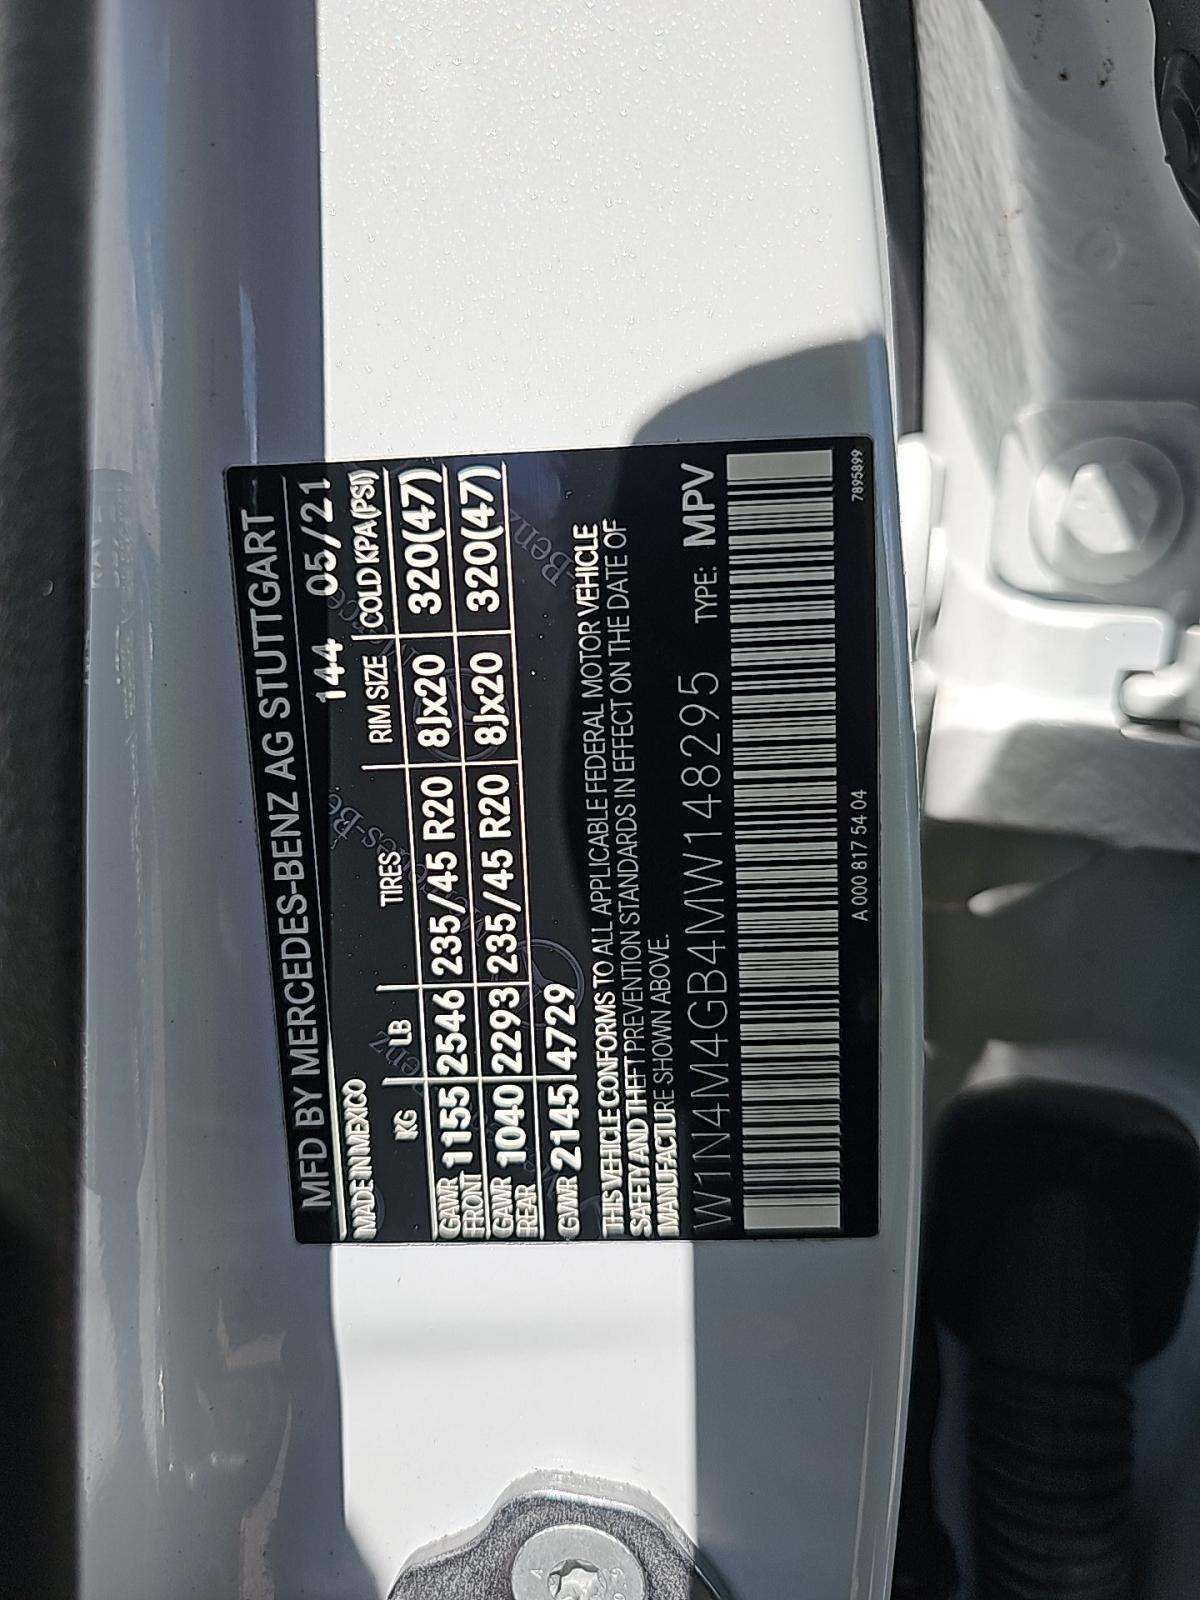 MFD BY MERCEDES-BENZ AG STUTTGART
MADE IN MEXICO 144 05/21
KG LB TIRES RIM SIZE COLD KPA(PSI)
GAWR FRONT 1155 2546 235/45 R20 8Jx20 320(47)
GAWR REAR 1040 2293 235/45 R20 8Jx20 320(47)
GVWR 2145 4729
THIS VEHICLE CONFORMS TO ALL APPLICABLE FEDERAL MOTOR VEHICLE
SAFETY AND THEFT PREVENTION STANDARDS IN EFFECT ON THE DATE OF
MANUFACTURE SHOWN ABOVE.
W1N4M4GB4MW148295 TYPE: MPV
A 000 817 54 04 7895899